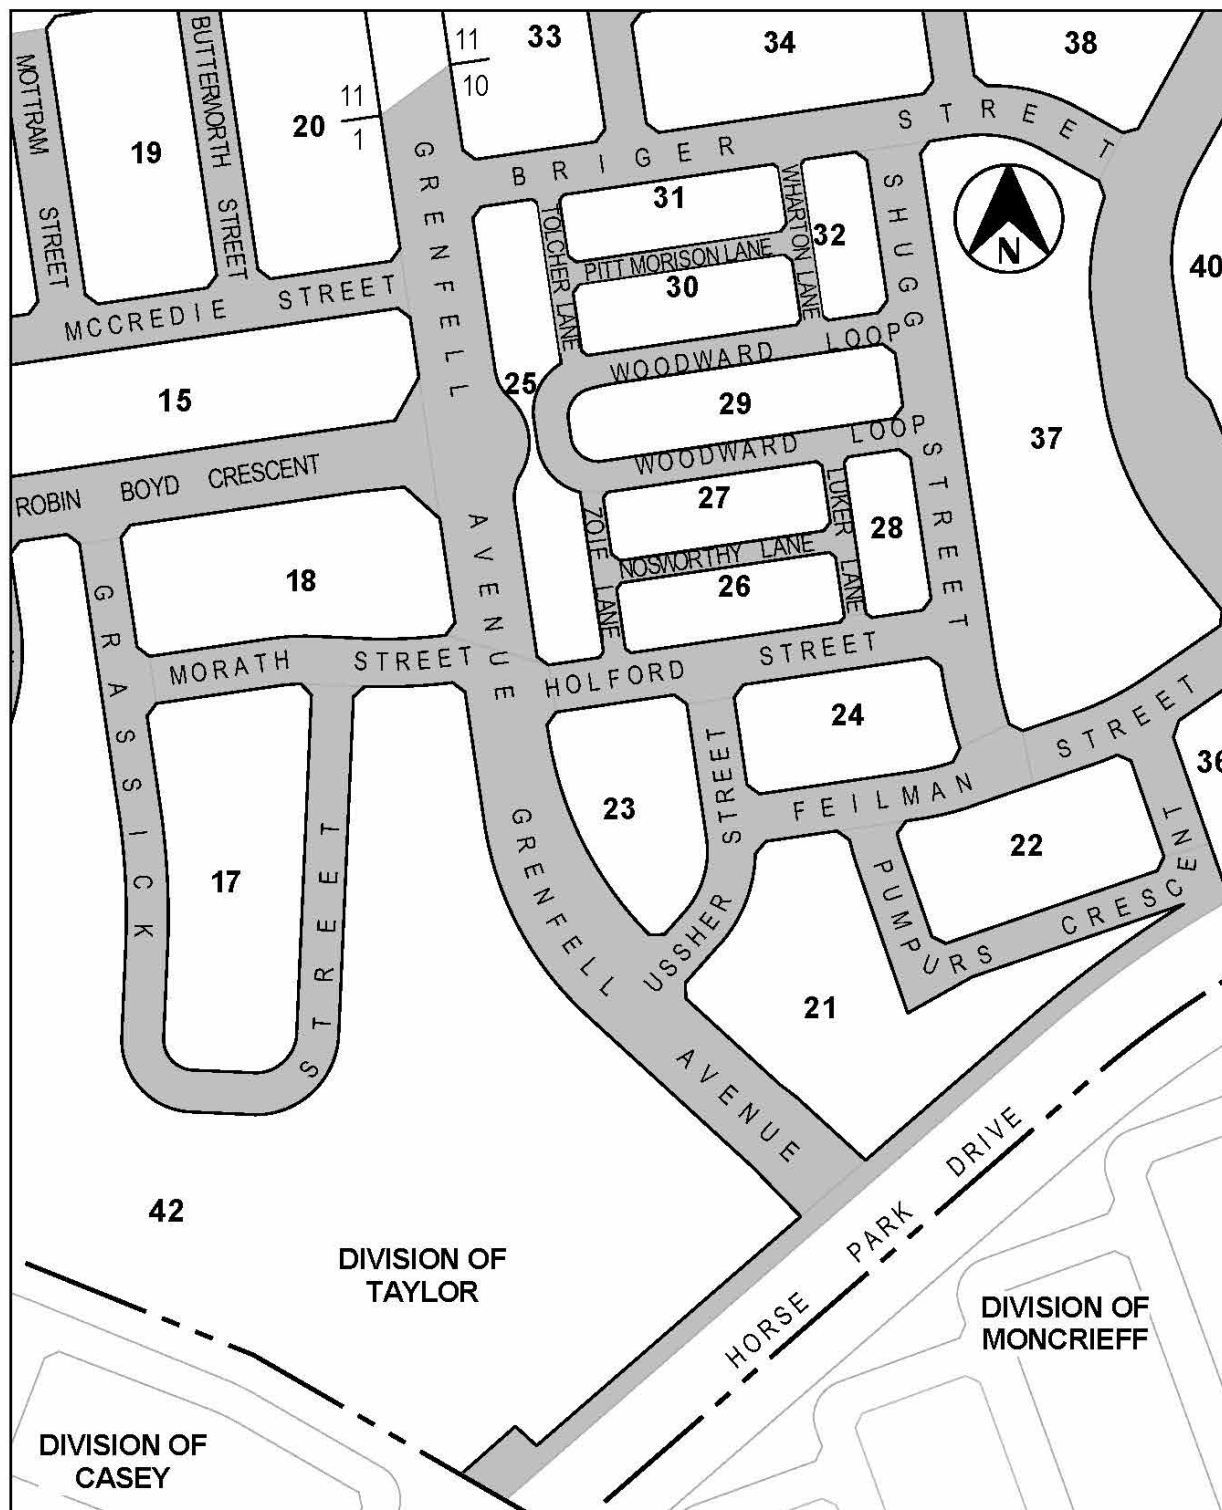 33
34
38
11
10
11
1
20
19
MOTTRAM STREET
BUTTERWORTH STREET
GRENFELL AVENUE
BRIGER STREET
31
32
TOLCHER LANE
WHARTON LANE
SHUGG STREET
N
40
PITT MORISON LANE
30
MCCREDIE STREET
WOODWARD LOOP
15
25
29
37
WOODWARD LOOP
ROBIN BOYD CRESCENT
27
ZOIF LANE
LUKER LANE
28
NOSWORTHY LANE
18
26
GRASSICK STREET
MORATH STREET
HOLFORD STREET
24
STREET
36
23
USSHER STREET
FEILMAN
22
17
GRENFELL AVENUE
PUMPURS CRESCENT
21
42
HORSE PARK DRIVE
DIVISION OF
TAYLOR
DIVISION OF
MONCRIEFF
DIVISION OF
CASEY